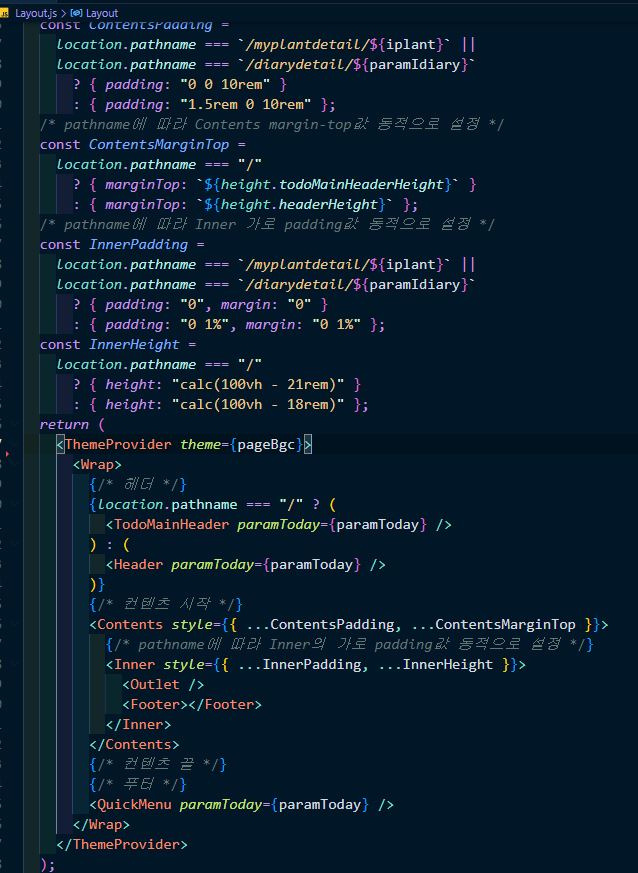 JS Layout.js > Layout
const ContentsPadding =
location.pathname === `/myplantdetail/${iplant}` ||
location.pathname === `/diarydetail/${paramIdiary}`
? { padding: "0 0 10rem" }
: { padding: "1.5rem 0 10rem" };
/* pathname에 따라 Contents margin-top값 동적으로 설정 */
const ContentsMarginTop =
location.pathname === "/"
? { marginTop: `${height.todoMainHeaderHeight}` }
: { marginTop: `${height.headerHeight}` };
/* pathname에 따라 Inner 가로 padding값 동적으로 설정 */
const InnerPadding =
location.pathname === `/myplantdetail/${iplant}` ||
location.pathname === `/diarydetail/${paramIdiary}`
? { padding: "0", margin: "0" }
: { padding: "0 1%", margin: "0 1%" };
const InnerHeight =
location.pathname === "/"
? { height: "calc(100vh - 21rem)" }
: { height: "calc(100vh - 18rem)" };
return (
<ThemeProvider theme={pageBgc}>
<Wrap>
{/* 헤더 */}
{location.pathname === "/" ? (
<TodoMainHeader paramToday={paramToday} />
) : (
<Header paramToday={paramToday} />
)}
{/* 컨텐츠 시작 */}
<Contents style={{ ...ContentsPadding, ...ContentsMarginTop }}>
{/* pathname에 따라 Inner의 가로 padding값 동적으로 설정 */}
<Inner style={{ ...InnerPadding, ...InnerHeight }}>
<Outlet />
<Footer></Footer>
</Inner>
</Contents>
{/* 컨텐츠 끝 */}
{/* 푸터 */}
<QuickMenu paramToday={paramToday} />
</Wrap>
</ThemeProvider>
);